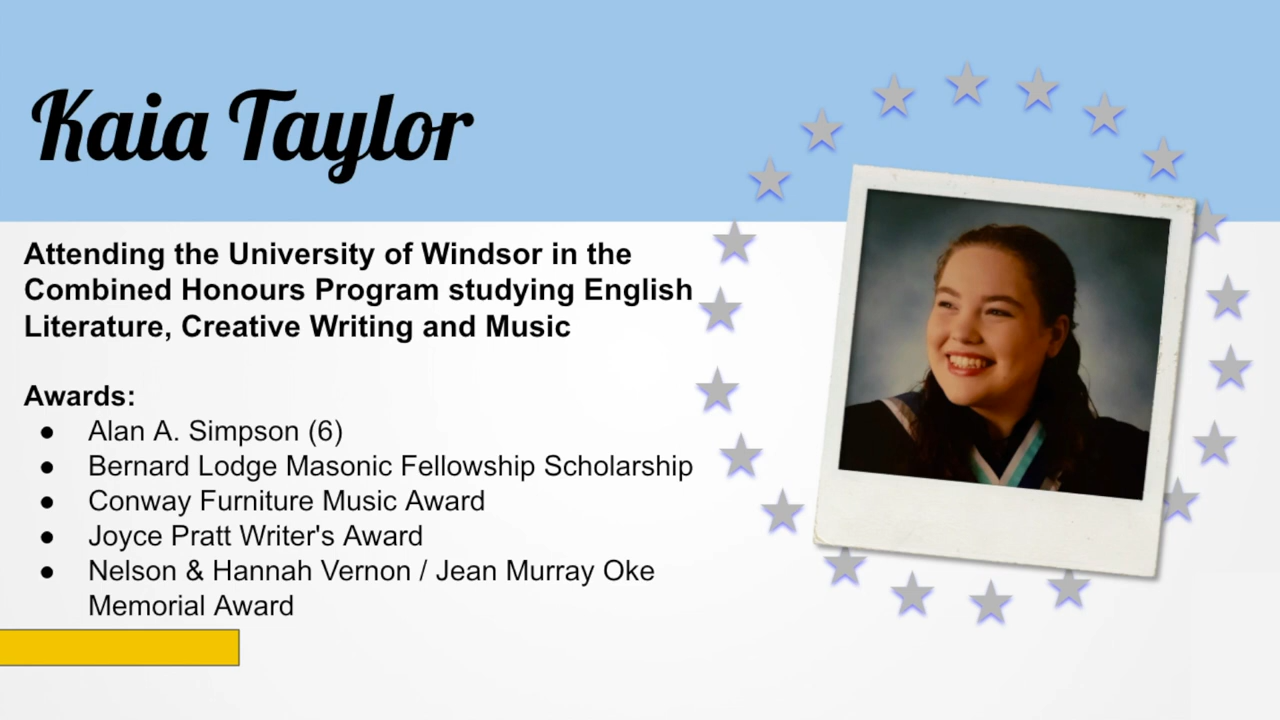 Kaia Taylor
Attending the University of Windsor in the
Combined Honours Program studying English
Literature, Creative Writing and Music
Awards:
● Alan A. Simpson (6)
● Bernard Lodge Masonic Fellowship Scholarship
● Conway Furniture Music Award
● Joyce Pratt Writer's Award
● Nelson & Hannah Vernon / Jean Murray Oke
Memorial Award